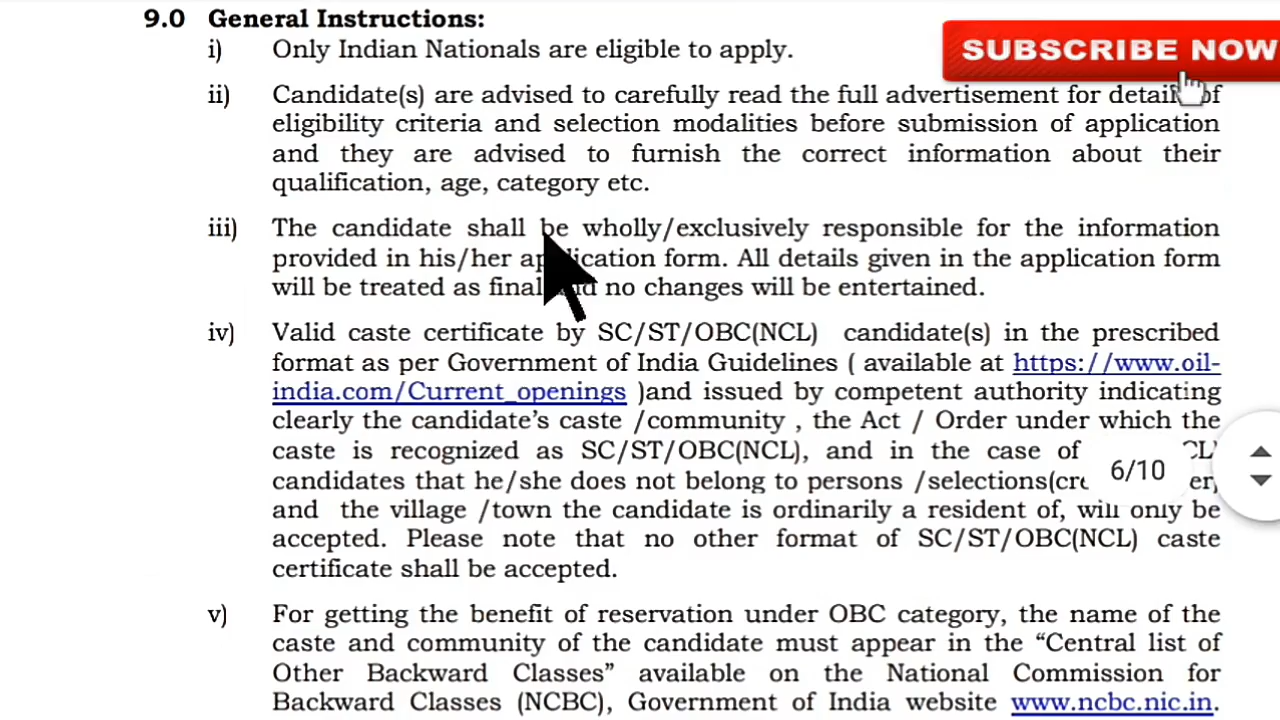 9.0 General Instructions:
i) Only Indian Nationals are eligible to apply.
SUBSCRIBE NOW
ii) Candidate(s) are advised to carefully read the full advertisement for of
eligibility criteria and selection modalities before submission of application
and they are advised to furnish the correct information about their
qualification, age, category etc.
iii) The candidate shall be wholly/exclusively responsible for the information
provided in his/her application form. All details given in the application form
will be treated as final no changes will be entertained.
iv) Valid caste certificate by SC/ST/OBC(NCL) candidate(s) in the prescribed
format as per Government of India Guidelines ( available at https://www.oil-
india.com/Current_openings )and issued by competent authority indicating
clearly the candidate's caste /community , the Act / Order under which the
caste is recognized as SC/ST/OBC(NCL), and in the case of
6/10
candidates that he/she does not belong to persons
and the village /town the candidate is ordinarily a resident of, will only be
accepted. Please note that no other format of SC/ST/OBC(NCL) caste
certificate shall be accepted.
v) For getting the benefit of reservation under OBC category, the name of the
caste and community of the candidate must appear in the "Central list of
Other Backward Classes" available on the National Commission for
Backward Classes (NCBC), Government of India website www.ncbc.nic.in.